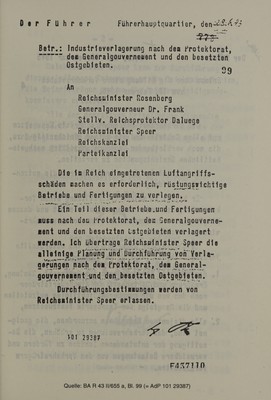 Der Führer
Führerhauptquartier, den
Betr.: Industrieverlagerung nach dem Protektorat,
dem Generalgouvernement und den besetzten
Ostgebieten.
99
An
Reichsminister Rosenberg
Generalgouverneur Dr. Frank
Stellv. Reichsprotektor Daluege
Reichsminister Speer
Reichskanzlei
Parteikanzlei
Die im Reich eingetretenen Luftangriffs-
schäden machen es erforderlich, rüstungswichtige
Betriebe und Fertigungen zu verlegen.
Ein Teil dieser Betriebe und Fertigungen
muss nach dem Protektorat, dem Generalgouverne-
ment und den besetzten Ostgebieten verlagert
werden. Ich übertrage Reichsminister Speer die
alleinige Planung und Durchführung von Verla-
gerungen nach dem Protektorat, dem General-
gouvernement und den besetzten Ostgebieten.
Durchführungsbestimmungen werden von
Reichsminister Speer erlassen.
101 29387
E437110
Quelle: BA R 43 II/655 a, Bl. 99 (+ AdP 101 29387)